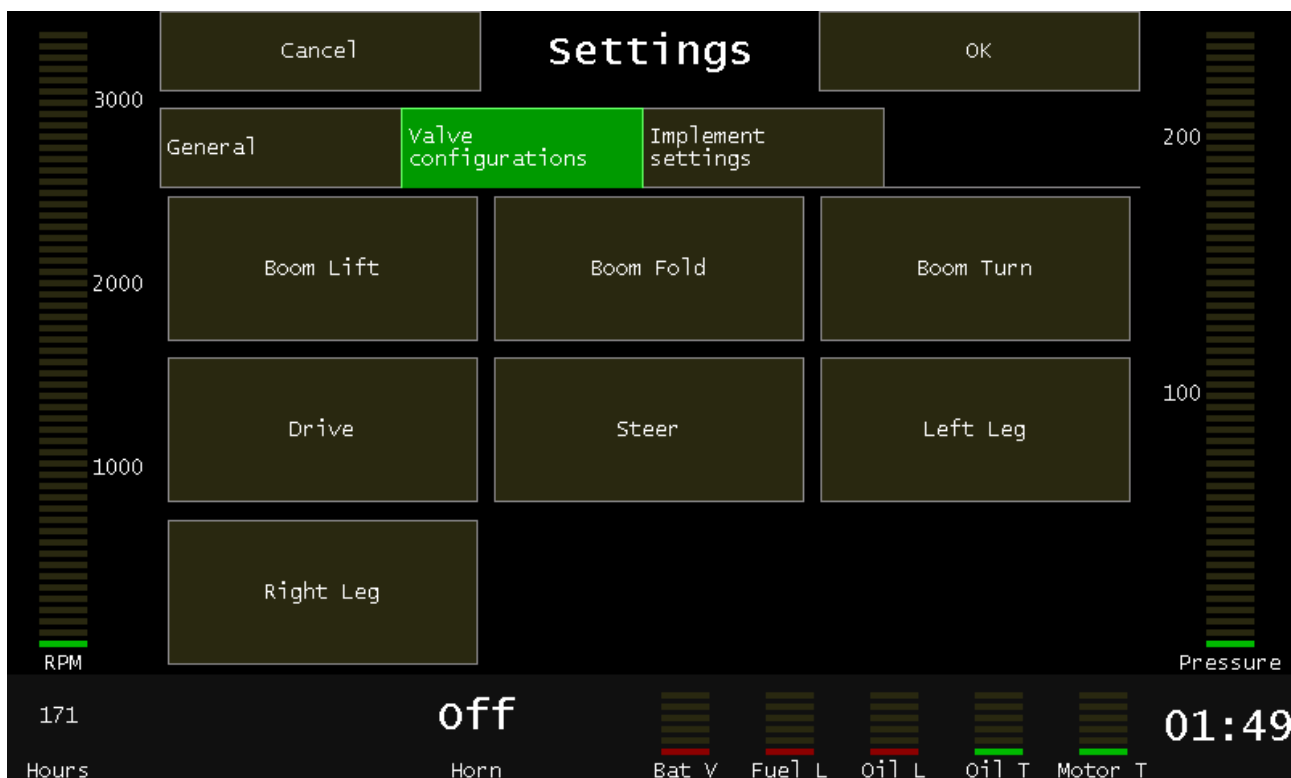 Cancel
Settings
OK
3000
General
Valve
configurations
Implement
settings
200
Boom Lift
Boom Fold
Boom Turn
2000
100
Drive
Steer
Left Leg
1000
Right Leg
RPM
Pressure
171
off
01:49
Hours
Horn
Bat V
Fuel L
Oil L
Oil T
Motor T